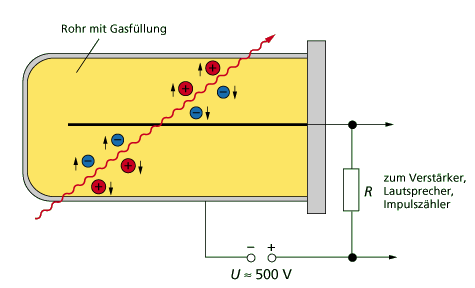 Rohr mit Gasfüllung
+
+
−
−
−
−
+
+
R
zum Verstärker,
Lautsprecher,
Impulszähler
− +
U ≈ 500 V